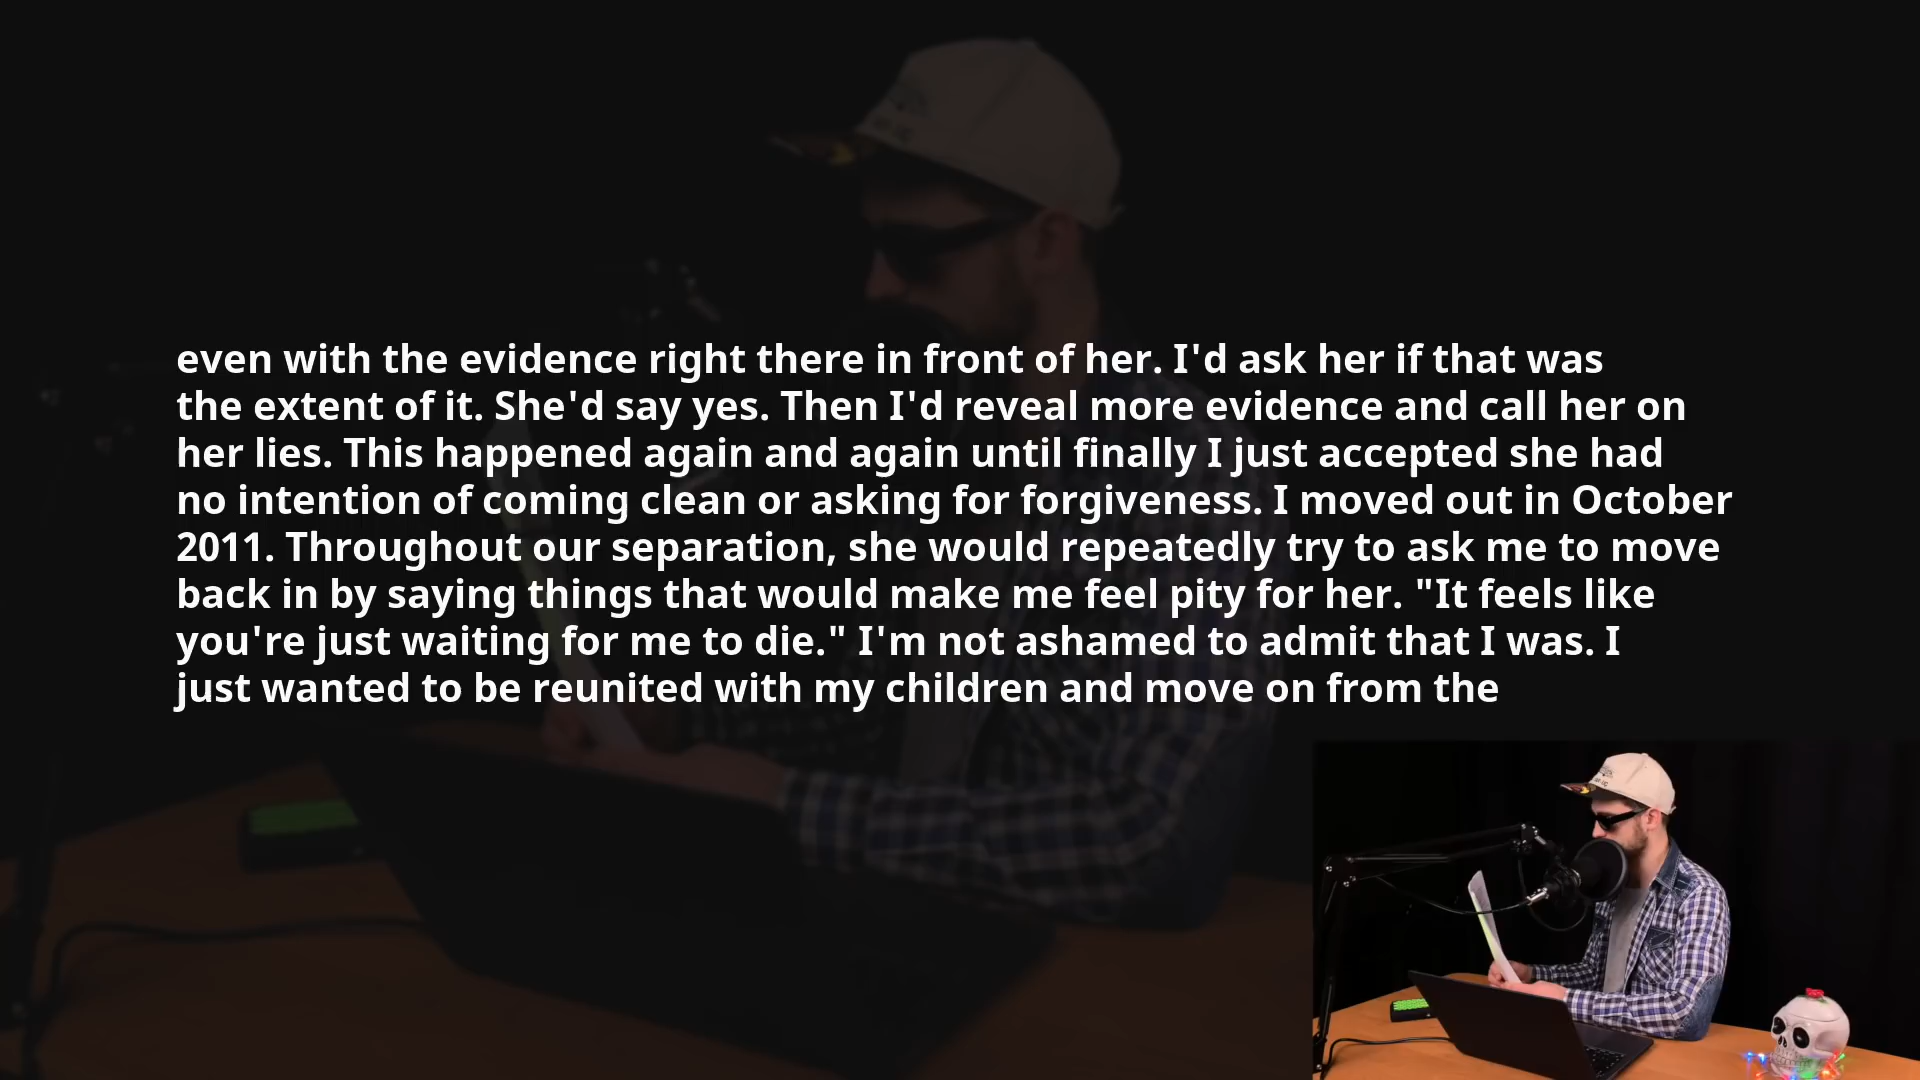 even with the evidence right there in front of her. I'd ask her if that was
the extent of it. She'd say yes. Then I'd reveal more evidence and call her on
her lies. This happened again and again until finally I just accepted she had
no intention of coming clean or asking for forgiveness. I moved out in October
2011. Throughout our separation, she would repeatedly try to ask me to move
back in by saying things that would make me feel pity for her. "It feels like
you're just waiting for me to die." I'm not ashamed to admit that I was. I
just wanted to be reunited with my children and move on from the